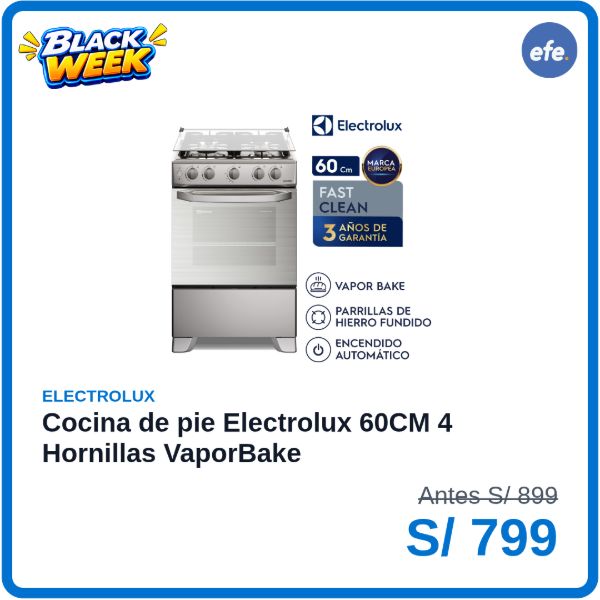 BLACK
WEEK
efe.
Electrolux
60 Cm
MARCA
EUROPEA
FAST
CLEAN
3 AÑOS DE
GARANTÍA
VAPOR BAKE
PARRILLAS DE
HIERRO FUNDIDO
ENCENDIDO
AUTOMÁTICO
ELECTROLUX
Cocina de pie Electrolux 60CM 4
Hornillas VaporBake
Antes S/ 899
S/ 799